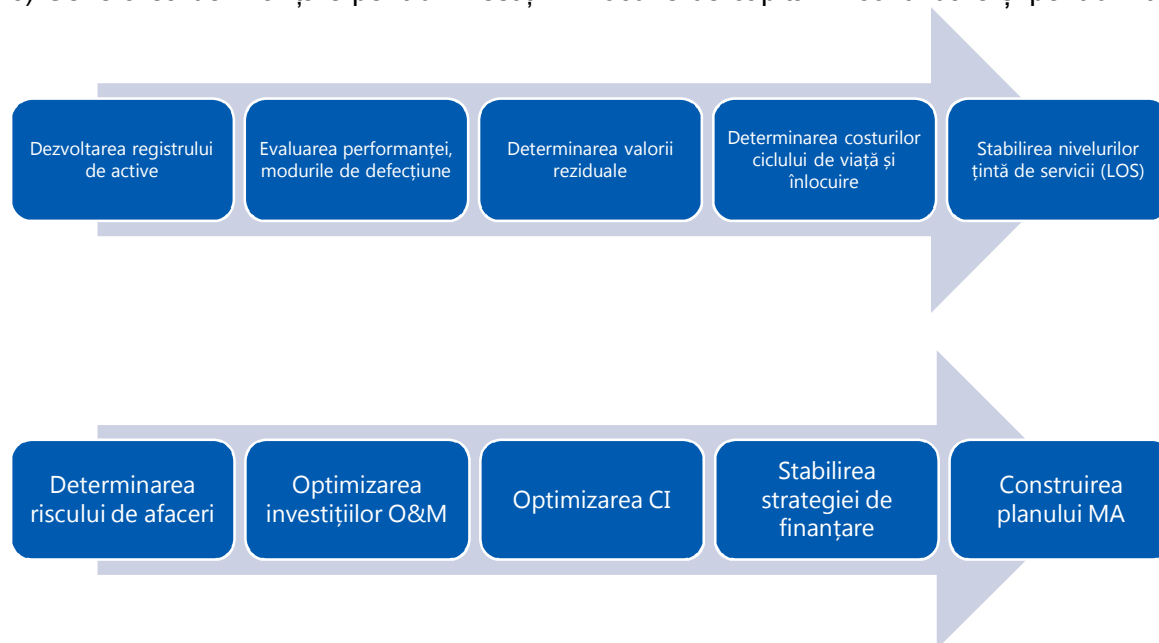 Dezvoltarea registrului
de active
Evaluarea performanței,
modurile de defecțiune
Determinarea valorii
reziduale
Determinarea costurilor
ciclului de viață și
înlocuire
Stabilirea nivelurilor
țintă de servicii (LOS)
Determinarea
riscului de afaceri
Optimizarea
investițiilor O&M
Optimizarea CI
Stabilirea
strategiei de
finanțare
Construirea
planului MA